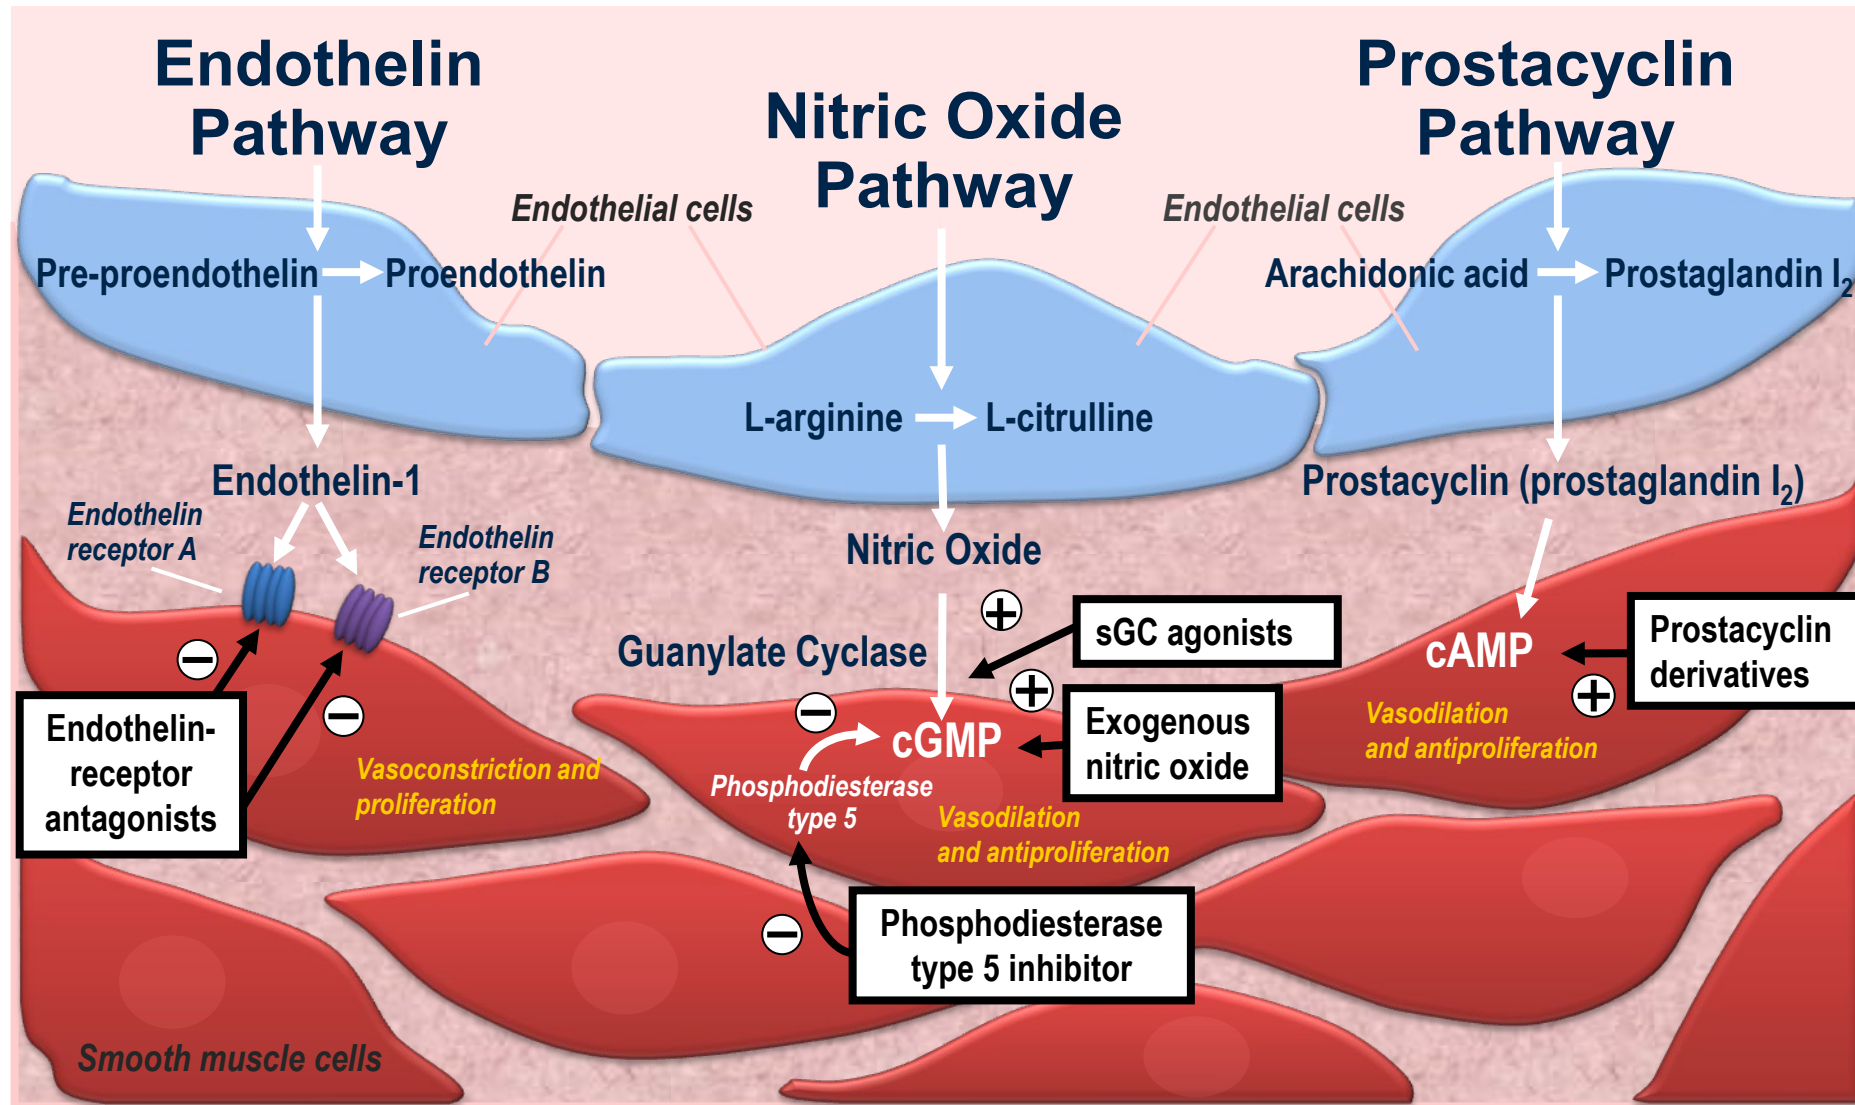 Endothelin
Pathway
Nitric Oxide
Pathway
Prostacyclin
Pathway
Endothelial cells
Endothelial cells
Pre-proendothelin
Proendothelin
Arachidonic acid
Prostaglandin I₂
L-arginine
L-citrulline
Endothelin-1
Prostacyclin (prostaglandin I₂)
Endothelin
receptor A
Endothelin
receptor B
Nitric Oxide
+
sGC agonists
Guanylate Cyclase
cAMP
Prostacyclin
derivatives
+
−
−
Endothelin-
receptor
antagonists
Vasoconstriction and
proliferation
−
+
cGMP
Exogenous
nitric oxide
Phosphodiesterase
type 5
Vasodilation
and antiproliferation
Vasodilation
and antiproliferation
−
Phosphodiesterase
type 5 inhibitor
Smooth muscle cells